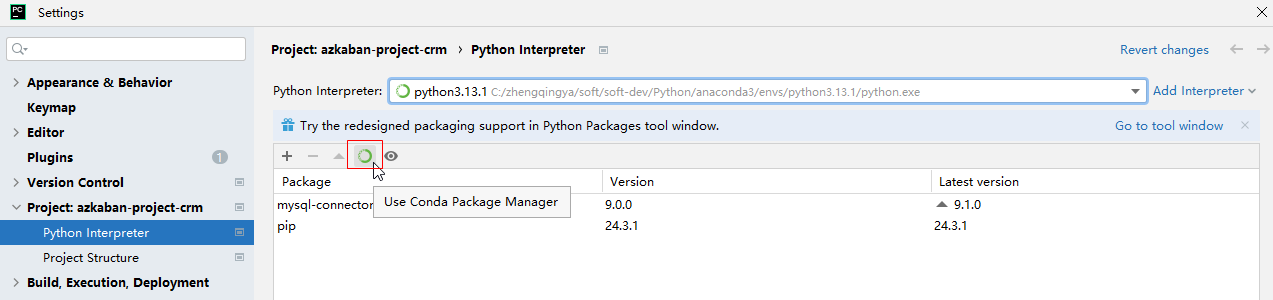 PC Settings
Project: azkaban-project-crm › Python Interpreter Revert changes
Appearance & Behavior
Python Interpreter: python3.13.1 C:/zhengqingya/soft/soft-dev/Python/anaconda3/envs/python3.13.1/python.exe Add Interpreter
Keymap
Editor
Try the redesigned packaging support in Python Packages tool window. Go to tool window
Plugins 1
Version Control
Package Version Latest version
Project: azkaban-project-crm
mysql-connector 9.0.0 9.1.0
Use Conda Package Manager
Python Interpreter
pip 24.3.1 24.3.1
Project Structure
Build, Execution, Deployment